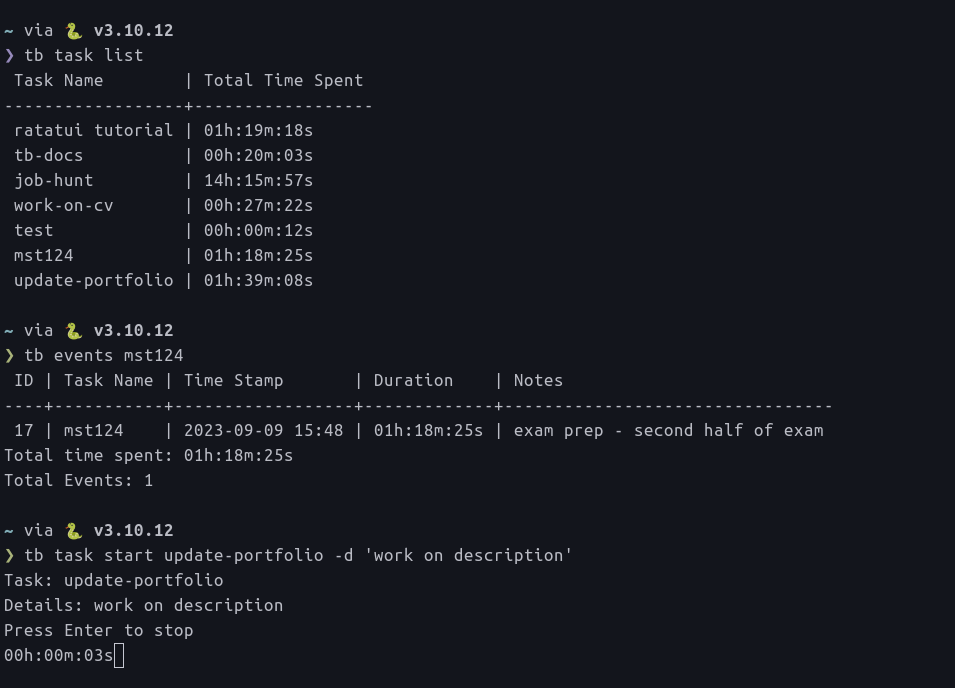 ~ via 🐍 v3.10.12
❯ tb task list
 Task Name        | Total Time Spent
------------------+------------------
 ratatui tutorial | 01h:19m:18s
 tb-docs          | 00h:20m:03s
 job-hunt         | 14h:15m:57s
 work-on-cv       | 00h:27m:22s
 test             | 00h:00m:12s
 mst124           | 01h:18m:25s
 update-portfolio | 01h:39m:08s
~ via 🐍 v3.10.12
❯ tb events mst124
 ID | Task Name | Time Stamp       | Duration    | Notes
----+-----------+------------------+-------------+---------------------------------
 17 | mst124    | 2023-09-09 15:48 | 01h:18m:25s | exam prep - second half of exam
Total time spent: 01h:18m:25s
Total Events: 1
~ via 🐍 v3.10.12
❯ tb task start update-portfolio -d 'work on description'
Task: update-portfolio
Details: work on description
Press Enter to stop
00h:00m:03s